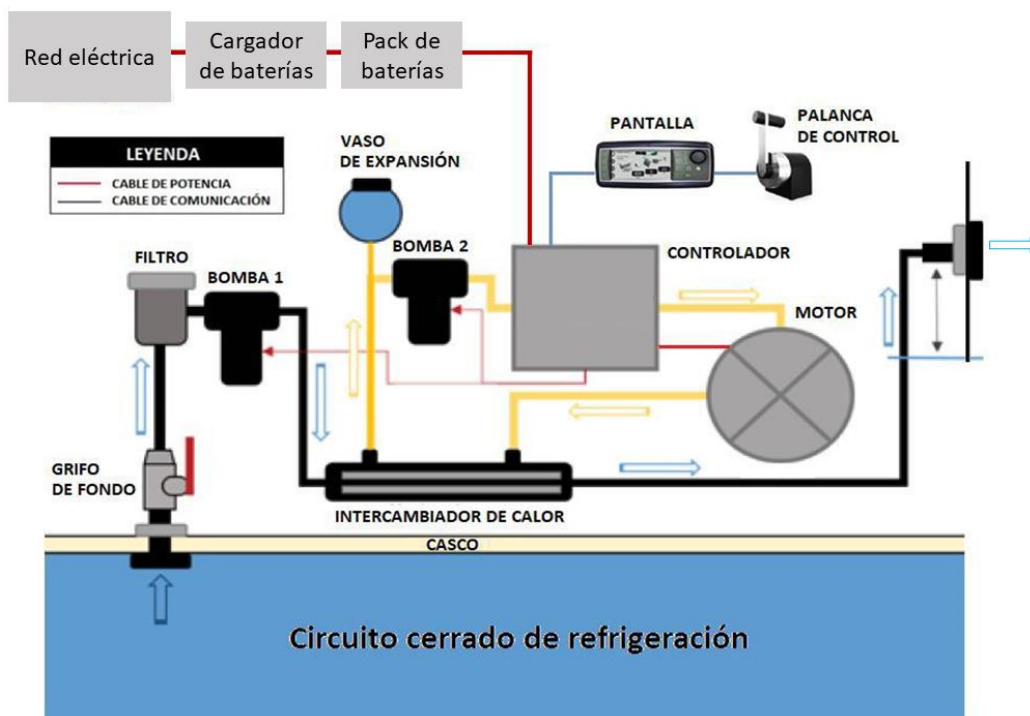 Red eléctrica
Cargador
de baterías
Pack de
baterías
PANTALLA
PALANCA
DE CONTROL
VASO
DE EXPANSIÓN
LEYENDA
CABLE DE POTENCIA
CABLE DE COMUNICACIÓN
BOMBA 2
CONTROLADOR
FILTRO
BOMBA 1
MOTOR
GRIFO
DE FONDO
INTERCAMBIADOR DE CALOR
CASCO
Circuito cerrado de refrigeración